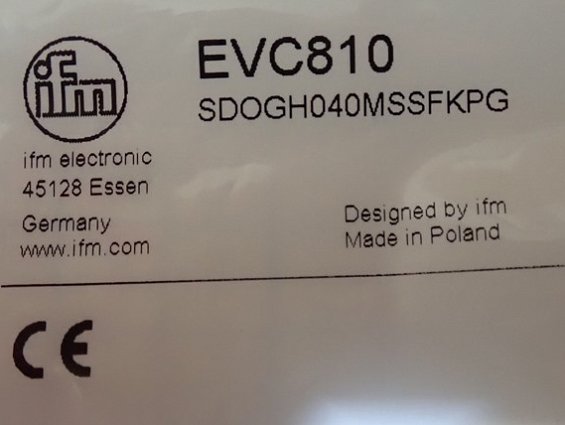 ifm
EVC810
SDOGH040MSSFKPG
ifm electronic
45128 Essen
Germany
www.ifm.com
Designed by ifm
Made in Poland
CE